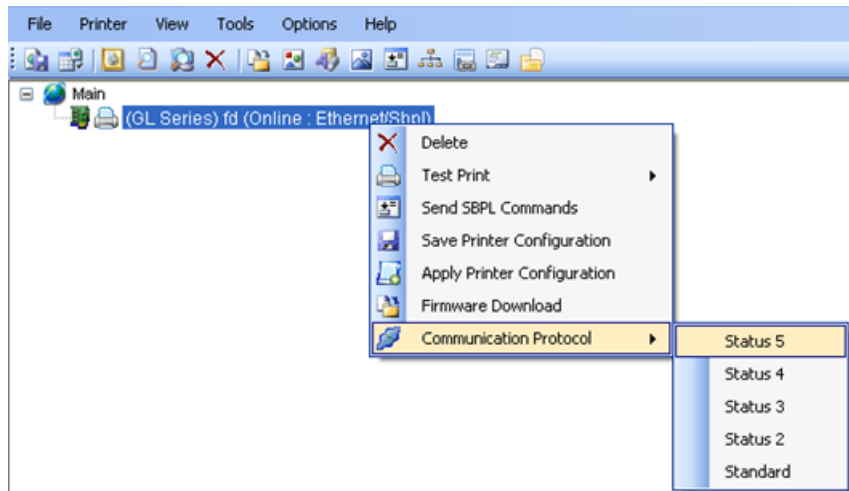 File Printer View Tools Options Help
Main
(GL Series) fd (Online : Ethernet/Sbpl)
Delete
Test Print
Send SBPL Commands
Save Printer Configuration
Apply Printer Configuration
Firmware Download
Communication Protocol
Status 5
Status 4
Status 3
Status 2
Standard